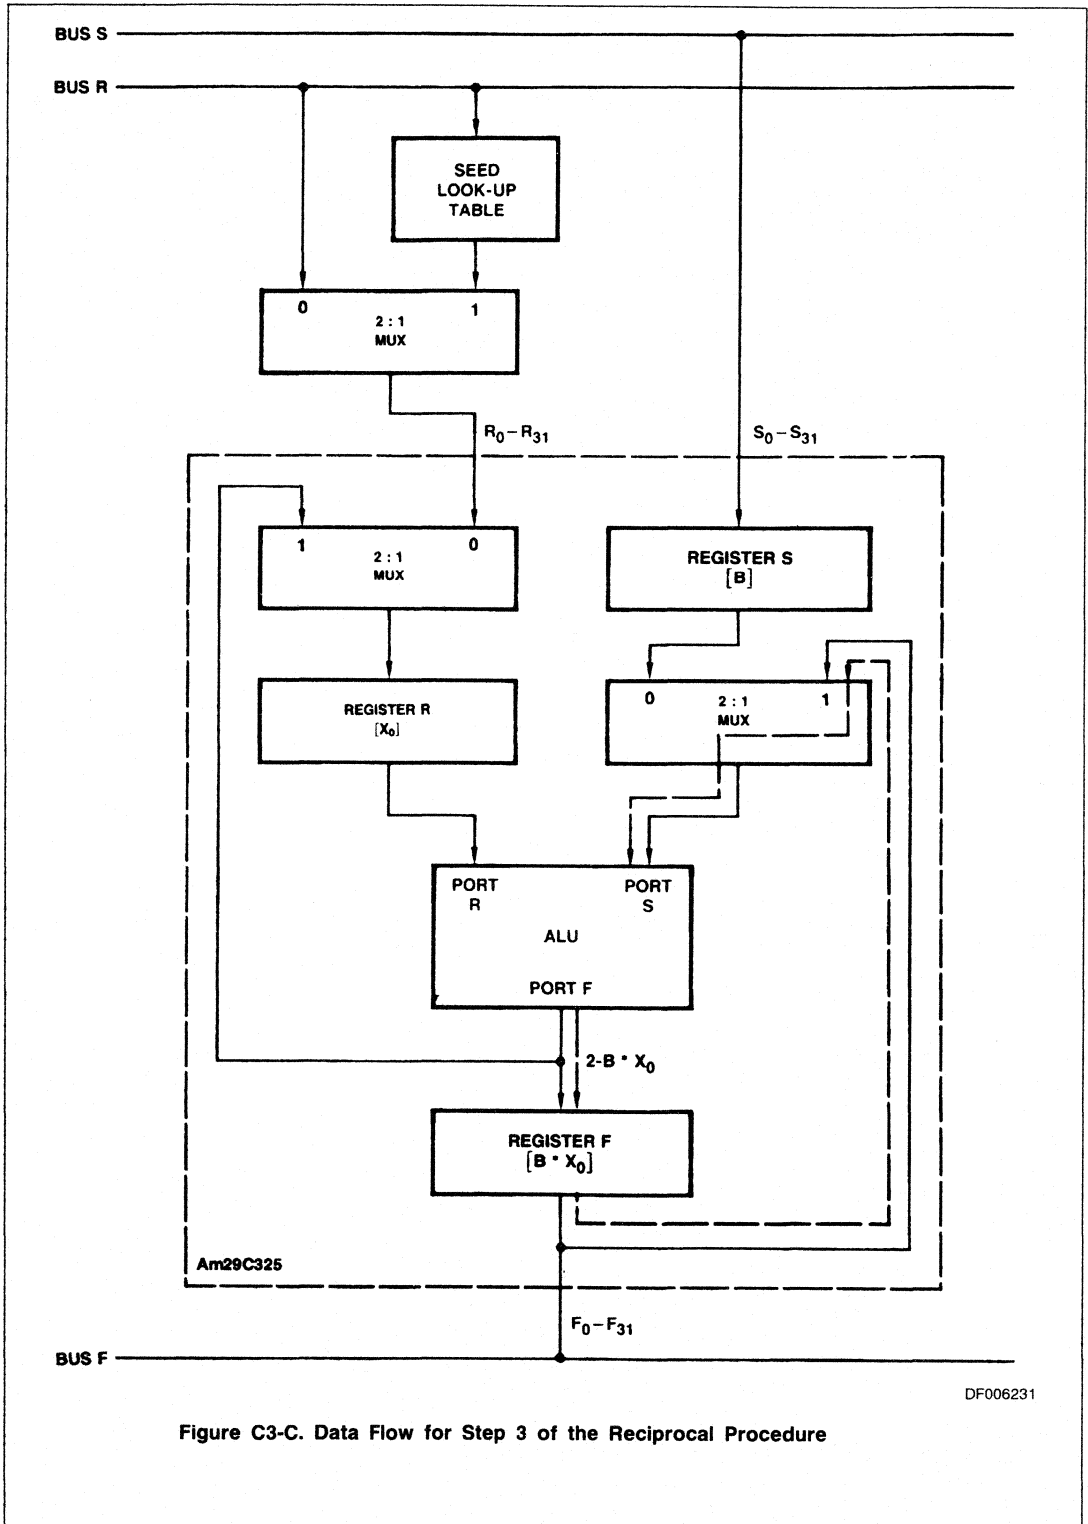 BUS S
BUS R
SEED
LOOK-UP
TABLE
0 1
2 : 1
MUX
R₀–R₃₁
S₀–S₃₁
1 0
2 : 1
MUX
REGISTER S
[B]
REGISTER R
[X₀]
0 1
2 : 1
MUX
PORT
R
PORT
S
ALU
PORT F
2-B * X₀
REGISTER F
[B * X₀]
Am29C325
F₀–F₃₁
BUS F
DF006231
Figure C3-C. Data Flow for Step 3 of the Reciprocal Procedure